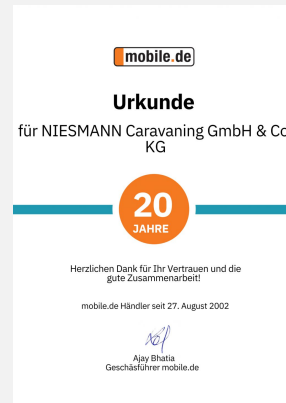 mobile.de
Urkunde
für NIESMANN Caravaning GmbH & Co
KG
20
JAHRE
Herzlichen Dank für Ihr Vertrauen und die
gute Zusammenarbeit!
mobile.de Händler seit 27. August 2002
Ajay Bhatia
Geschäsführer mobile.de